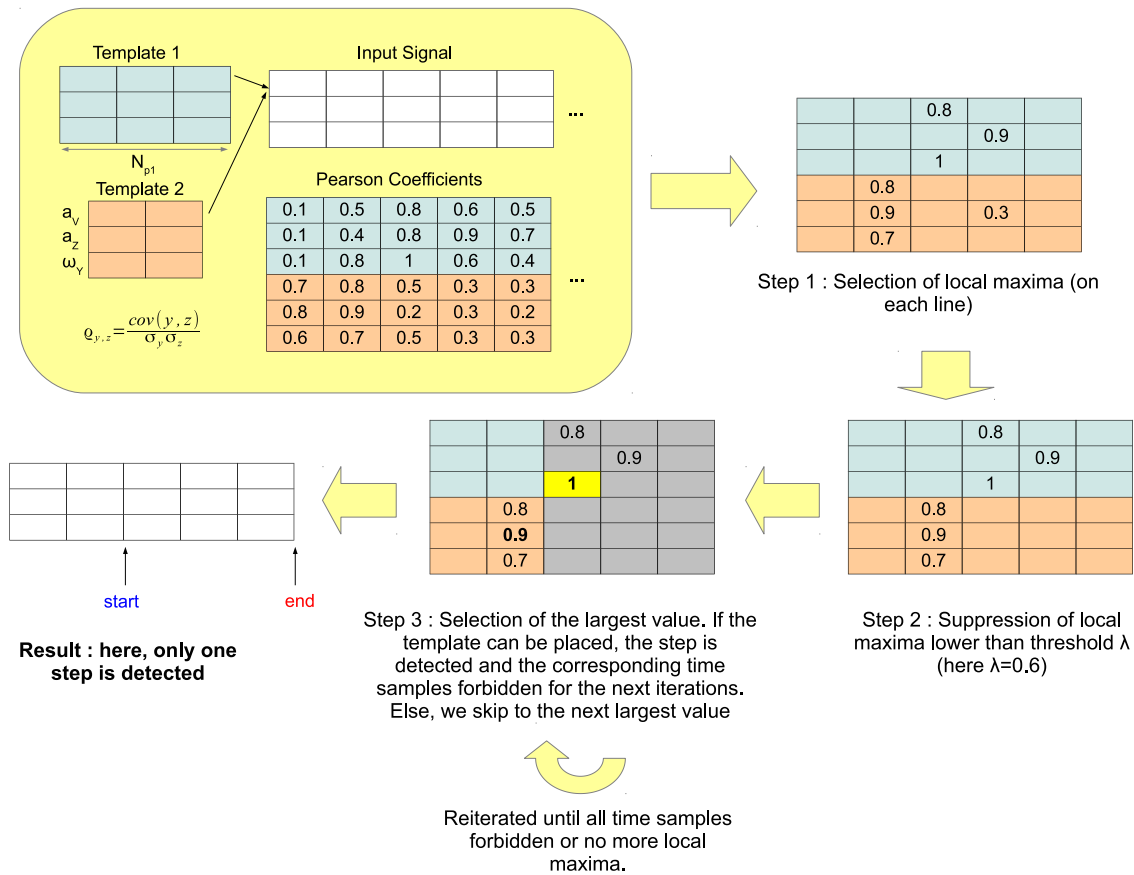 Template 1
Input Signal
...
N_p1
Template 2
a_V
a_Z
ω_Y
ϱ_y,z = cov(y,z) / σ_y σ_z
Pearson Coefficients
0.1 0.5 0.8 0.6 0.5
0.1 0.4 0.8 0.9 0.7
0.1 0.8 1 0.6 0.4
0.7 0.8 0.5 0.3 0.3
0.8 0.9 0.2 0.3 0.2
0.6 0.7 0.5 0.3 0.3
...
0.8
0.9
1
0.8
0.9 0.3
0.7
Step 1 : Selection of local maxima (on
each line)
0.8
0.9
1
0.8
0.9
0.7
Step 2 : Suppression of local
maxima lower than threshold λ
(here λ=0.6)
0.8
0.9
1
0.8
0.9
0.7
Step 3 : Selection of the largest value. If the
template can be placed, the step is
detected and the corresponding time
samples forbidden for the next iterations.
Else, we skip to the next largest value
Reiterated until all time samples
forbidden or no more local
maxima.
start end
Result : here, only one
step is detected